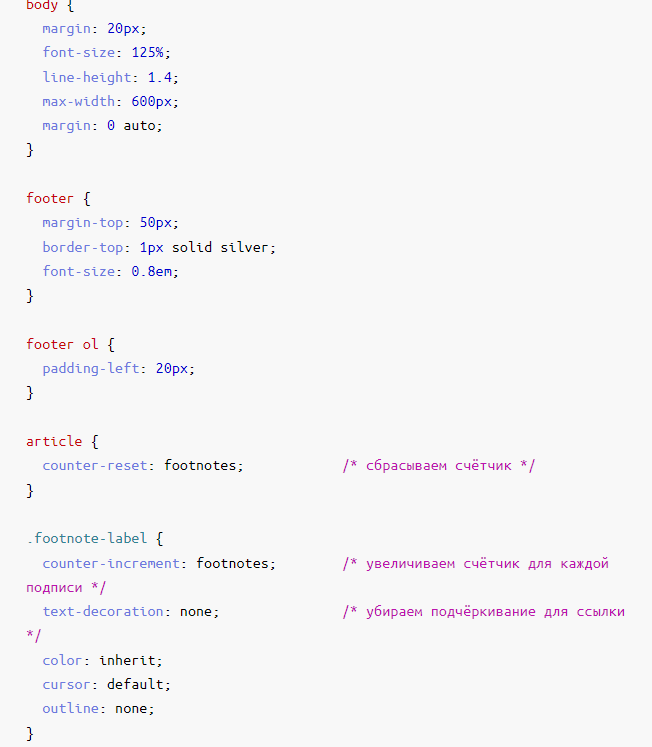 body {
  margin: 20px;
  font-size: 125%;
  line-height: 1.4;
  max-width: 600px;
  margin: 0 auto;
}

footer {
  margin-top: 50px;
  border-top: 1px solid silver;
  font-size: 0.8em;
}

footer ol {
  padding-left: 20px;
}

article {
  counter-reset: footnotes;            /* сбрасываем счётчик */
}

.footnote-label {
  counter-increment: footnotes;        /* увеличиваем счётчик для каждой
подписи */
  text-decoration: none;               /* убираем подчёркивание для ссылки
*/
  color: inherit;
  cursor: default;
  outline: none;
}